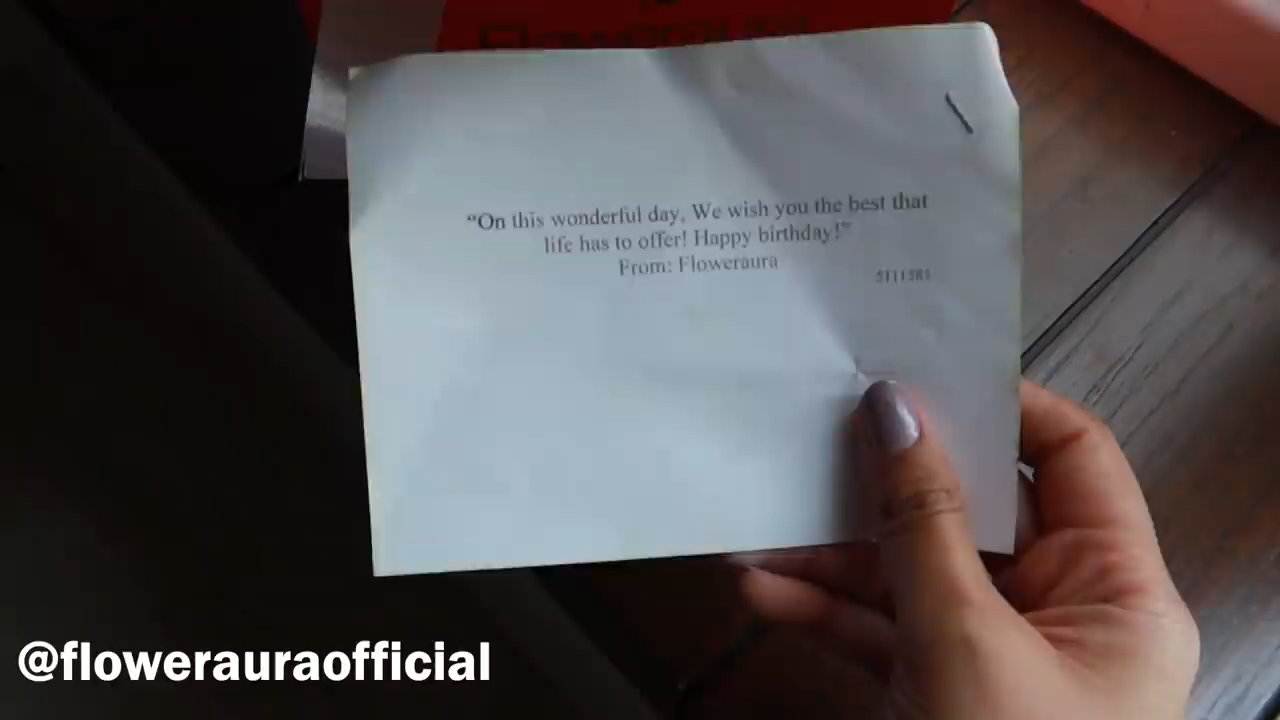 “On this wonderful day, We wish you the best that
life has to offer! Happy birthday!”
From: Floweraura
@flowerauraofficial